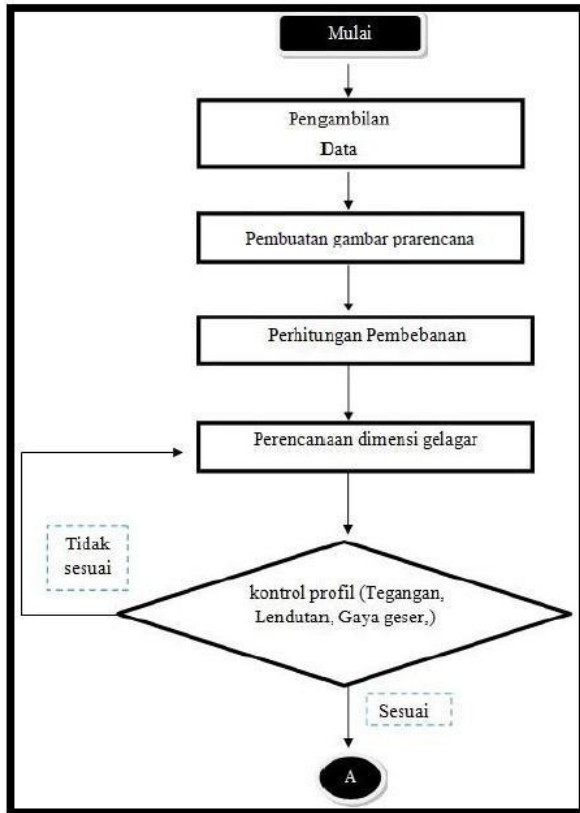 Mulai
Pengambilan
Data
Pembuatan gambar prarencana
Perhitungan Pembebanan
Perencanaan dimensi gelagar
Tidak
sesuai
kontrol profil (Tegangan,
Lendutan, Gaya geser,)
Sesuai
A